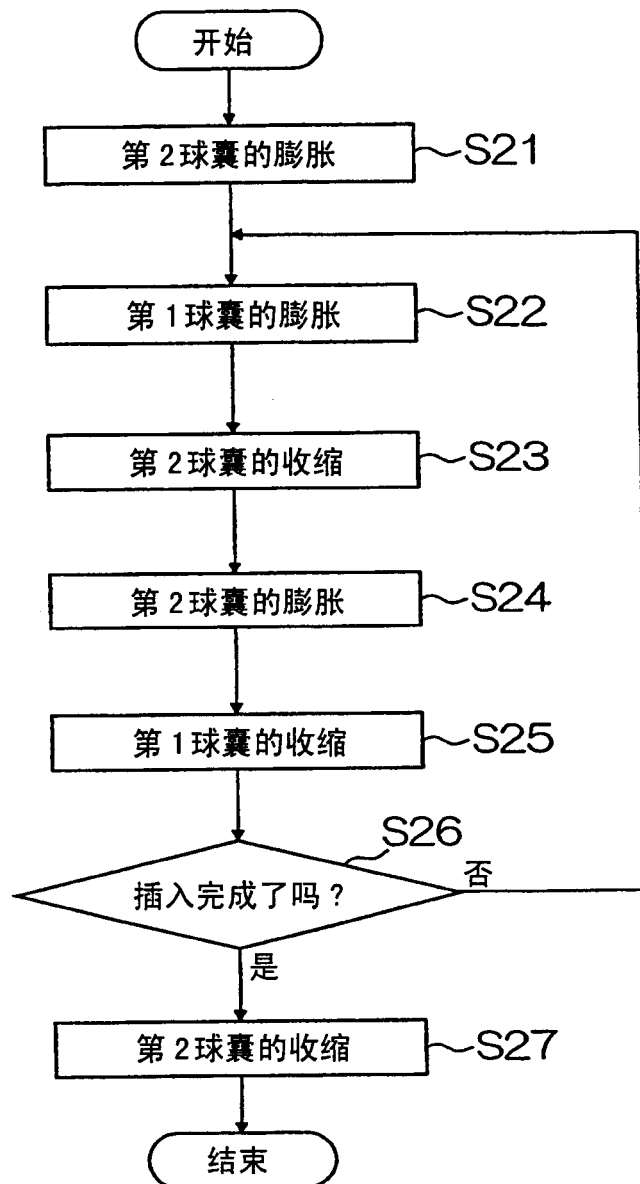 开始
第2球囊的膨胀
S21
第1球囊的膨胀
S22
第2球囊的收缩
S23
第2球囊的膨胀
S24
第1球囊的收缩
S25
S26
插入完成了吗?
否
是
第2球囊的收缩
S27
结束